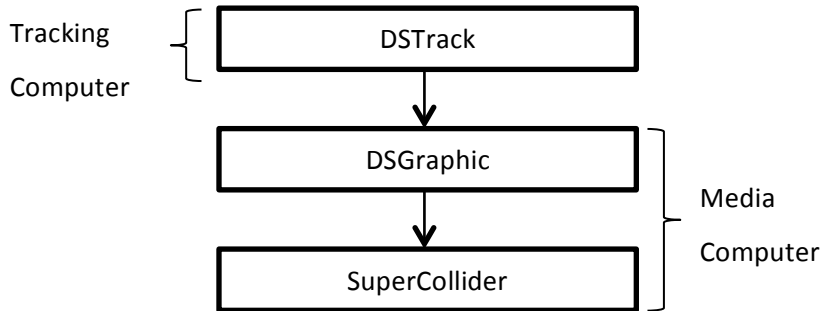 Tracking
Computer
DSTrack
DSGraphic
SuperCollider
Media
Computer